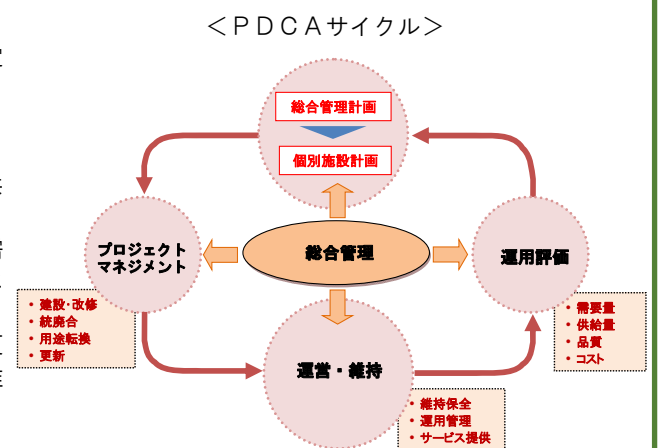 ＜ＰＤＣＡサイクル＞
総合管理計画
個別施設計画
プロジェクト
マネジメント
総合管理
運用評価
• 建設･改修
• 統廃合
• 用途転換
• 更新
• 需要量
• 供給量
• 品質
• コスト
運営・維持
• 維持保全
• 運用管理
• サービス提供